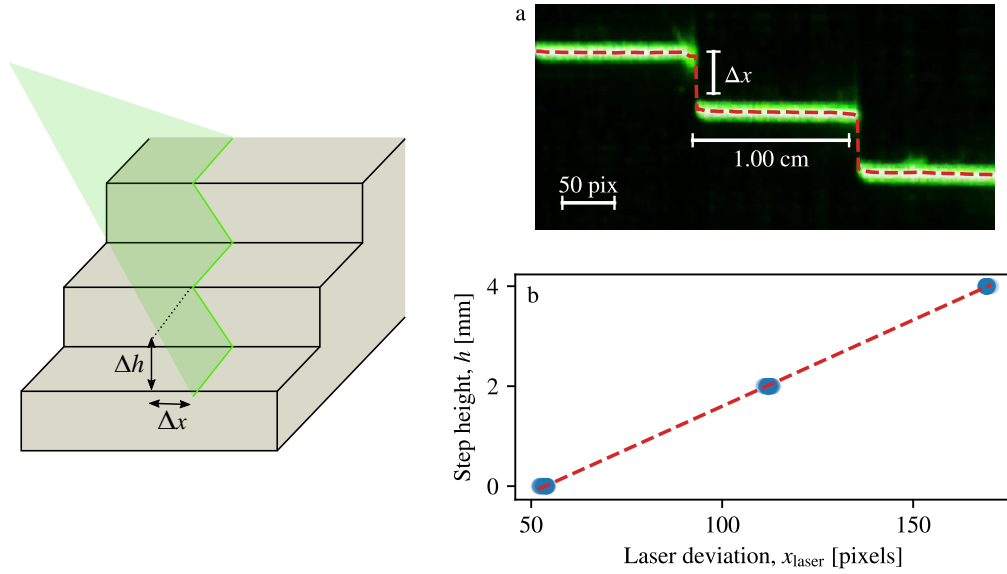 Δh
Δx
a
Δx
1.00 cm
50 pix
b
Step height, h [mm]
4
2
0
50
100
150
Laser deviation, x_laser [pixels]